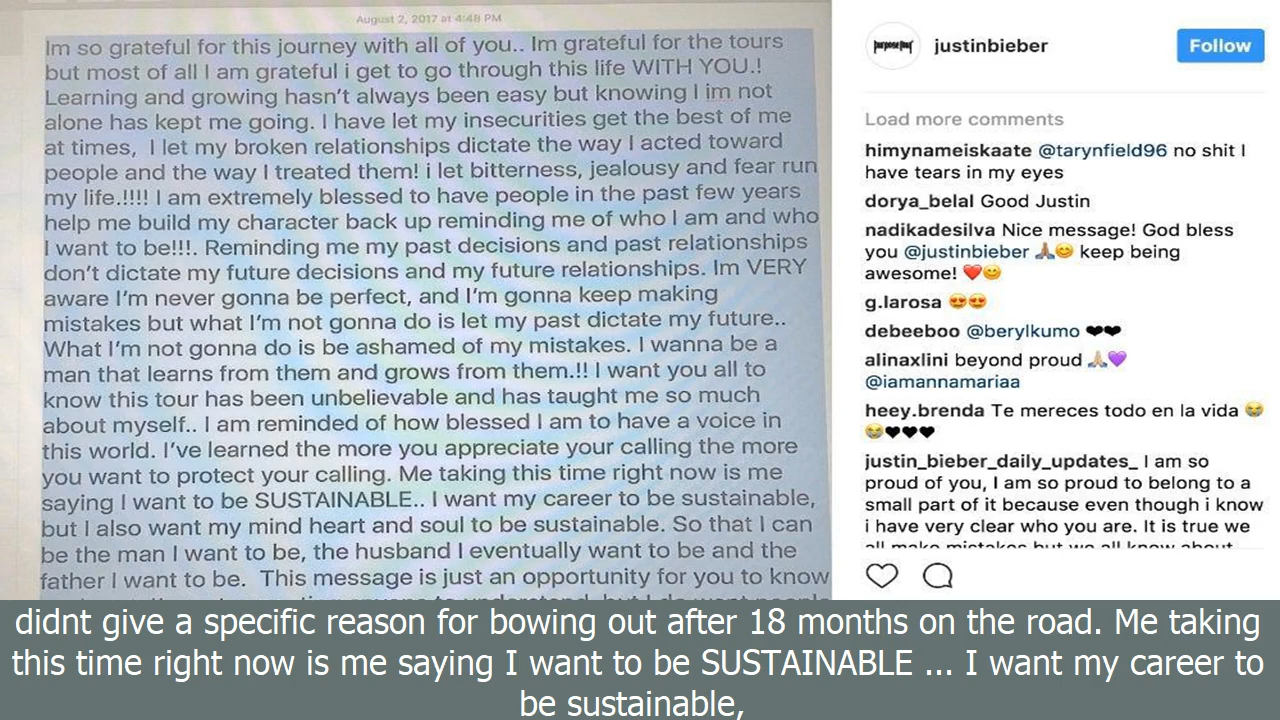 August 2, 2017 at 4:48 PM
Im so grateful for this journey with all of you.. Im grateful for the tours
but most of all I am grateful i get to go through this life WITH YOU.!
Learning and growing hasn't always been easy but knowing I im not
alone has kept me going. I have let my insecurities get the best of me
at times,  I let my broken relationships dictate the way I acted toward
people and the way I treated them! i let bitterness, jealousy and fear run
my life.!!!! I am extremely blessed to have people in the past few years
help me build my character back up reminding me of who I am and who
I want to be!!!. Reminding me my past decisions and past relationships
don't dictate my future decisions and my future relationships. Im VERY
aware I'm never gonna be perfect, and I'm gonna keep making
mistakes but what I'm not gonna do is let my past dictate my future..
What I'm not gonna do is be ashamed of my mistakes. I wanna be a
man that learns from them and grows from them.!! I want you all to
know this tour has been unbelievable and has taught me so much
about myself.. I am reminded of how blessed I am to have a voice in
this world. I've learned the more you appreciate your calling the more
you want to protect your calling. Me taking this time right now is me
saying I want to be SUSTAINABLE.. I want my career to be sustainable,
but I also want my mind heart and soul to be sustainable. So that I can
be the man I want to be, the husband I eventually want to be and the
father I want to be.  This message is just an opportunity for you to know
purpose tour
justinbieber
Follow
Load more comments
himynameiskaate @tarynfield96 no shit I
have tears in my eyes
dorya_belal Good Justin
nadikadesilva Nice message! God bless
you @justinbieber 🙏🏽😊 keep being
awesome! ❤️😊
g.larosa 😍😍
debeeboo @berylkumo ❤❤
alinaxlini beyond proud 🙏🏼💜
@iamannamariaa
heey.brenda Te mereces todo en la vida 😂
😂❤❤❤
justin_bieber_daily_updates_ I am so
proud of you, I am so proud to belong to a
small part of it because even though i know
i have very clear who you are. It is true we
all make mistakes but we all know about
didnt give a specific reason for bowing out after 18 months on the road. Me taking
this time right now is me saying I want to be SUSTAINABLE ... I want my career to
be sustainable,